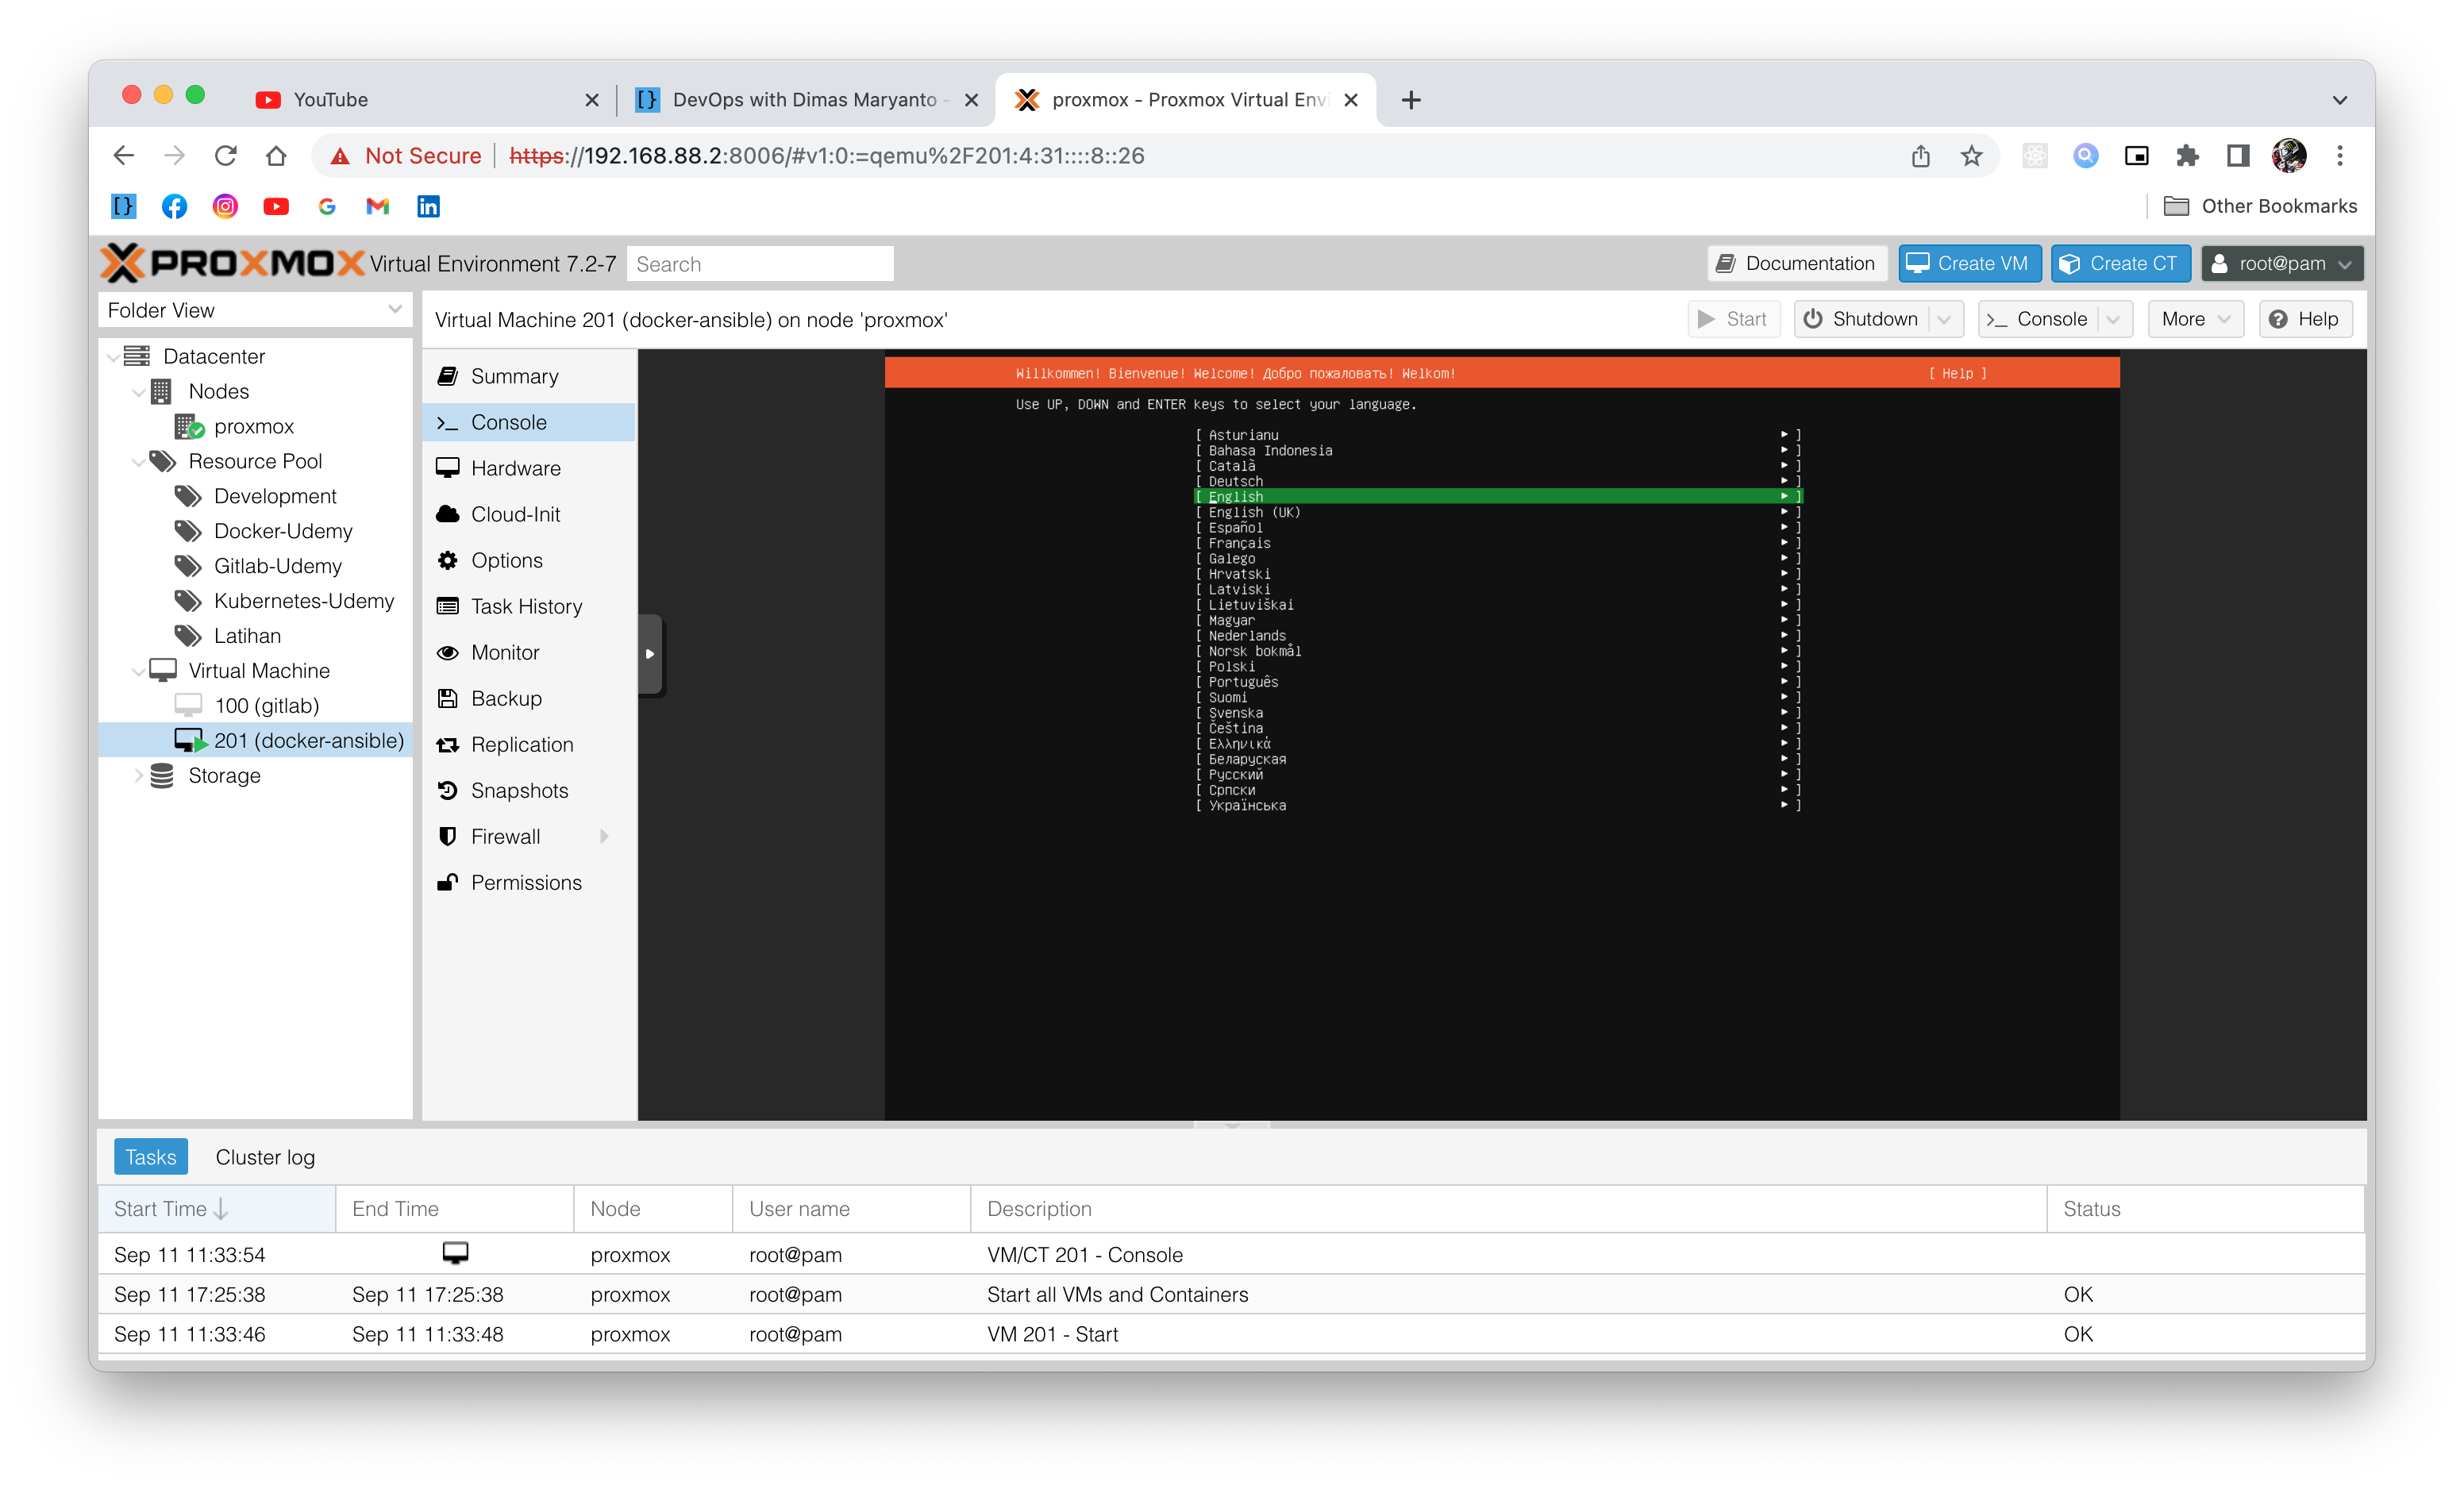 YouTube
DevOps with Dimas Maryanto -
proxmox - Proxmox Virtual Envi
Not Secure
https://192.168.88.2:8006/#v1:0:=qemu%2F201:4:31::::8::26
Other Bookmarks
PROXMOX Virtual Environment 7.2-7
Search
Documentation
Create VM
Create CT
root@pam
Folder View
Virtual Machine 201 (docker-ansible) on node 'proxmox'
Start
Shutdown
Console
More
Help
Datacenter
Nodes
proxmox
Resource Pool
Development
Docker-Udemy
Gitlab-Udemy
Kubernetes-Udemy
Latihan
Virtual Machine
100 (gitlab)
201 (docker-ansible)
Storage
Summary
Console
Hardware
Cloud-Init
Options
Task History
Monitor
Backup
Replication
Snapshots
Firewall
Permissions
Willkommen! Bienvenue! Welcome! Добро пожаловать! Welkom! [ Help ]
Use UP, DOWN and ENTER keys to select your language.
[ Asturianu ▸ ]
[ Bahasa Indonesia ▸ ]
[ Català ▸ ]
[ Deutsch ▸ ]
[ English ▸ ]
[ English (UK) ▸ ]
[ Español ▸ ]
[ Français ▸ ]
[ Galego ▸ ]
[ Hrvatski ▸ ]
[ Latviski ▸ ]
[ Lietuviškai ▸ ]
[ Magyar ▸ ]
[ Nederlands ▸ ]
[ Norsk bokmål ▸ ]
[ Polski ▸ ]
[ Português ▸ ]
[ Suomi ▸ ]
[ Svenska ▸ ]
[ Čeština ▸ ]
[ Ελληνικά ▸ ]
[ Беларуская ▸ ]
[ Русский ▸ ]
[ Српски ▸ ]
[ Українська ▸ ]
Tasks
Cluster log
Start Time End Time Node User name Description Status
Sep 11 11:33:54 proxmox root@pam VM/CT 201 - Console
Sep 11 17:25:38 Sep 11 17:25:38 proxmox root@pam Start all VMs and Containers OK
Sep 11 11:33:46 Sep 11 11:33:48 proxmox root@pam VM 201 - Start OK